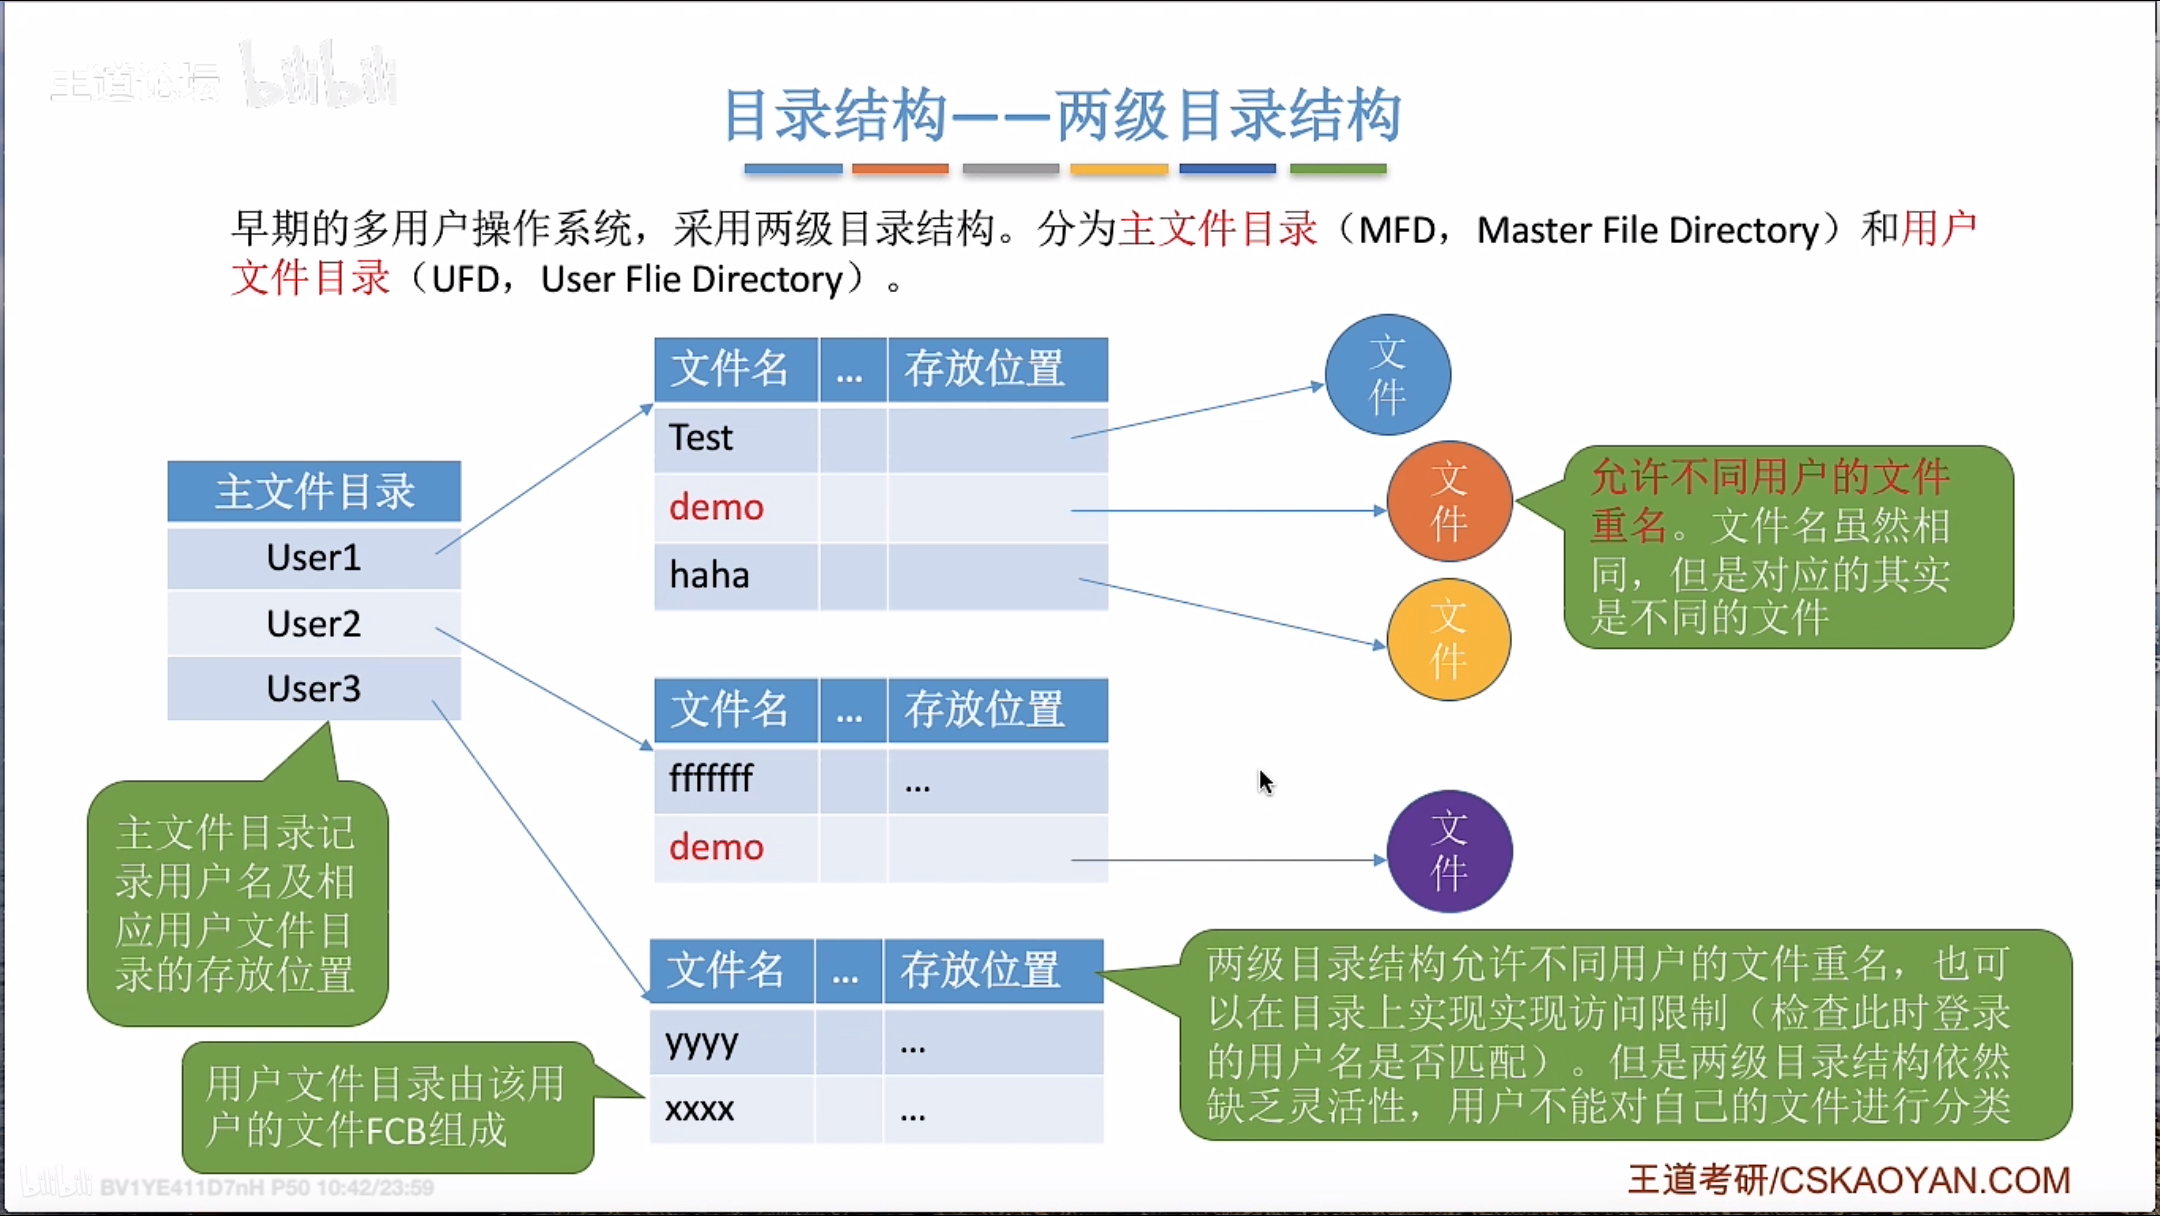 王道论坛 bilibili
目录结构——两级目录结构
早期的多用户操作系统，采用两级目录结构。分为主文件目录（MFD，Master File Directory）和用户
文件目录（UFD，User Flie Directory）。
主文件目录
User1
User2
User3
文件名 ... 存放位置
Test
demo
haha
文件名 ... 存放位置
fffffff ...
demo
文件名 ... 存放位置
yyyy ...
xxxx ...
文
件
文
件
文
件
文
件
允许不同用户的文件
重名。文件名虽然相
同，但是对应的其实
是不同的文件
主文件目录记
录用户名及相
应用户文件目
录的存放位置
用户文件目录由该用
户的文件FCB组成
两级目录结构允许不同用户的文件重名，也可
以在目录上实现实现访问限制（检查此时登录
的用户名是否匹配）。但是两级目录结构依然
缺乏灵活性，用户不能对自己的文件进行分类
bilibili BV1YE411D7nH P50 10:42/23:59
王道考研/CSKAOYAN.COM